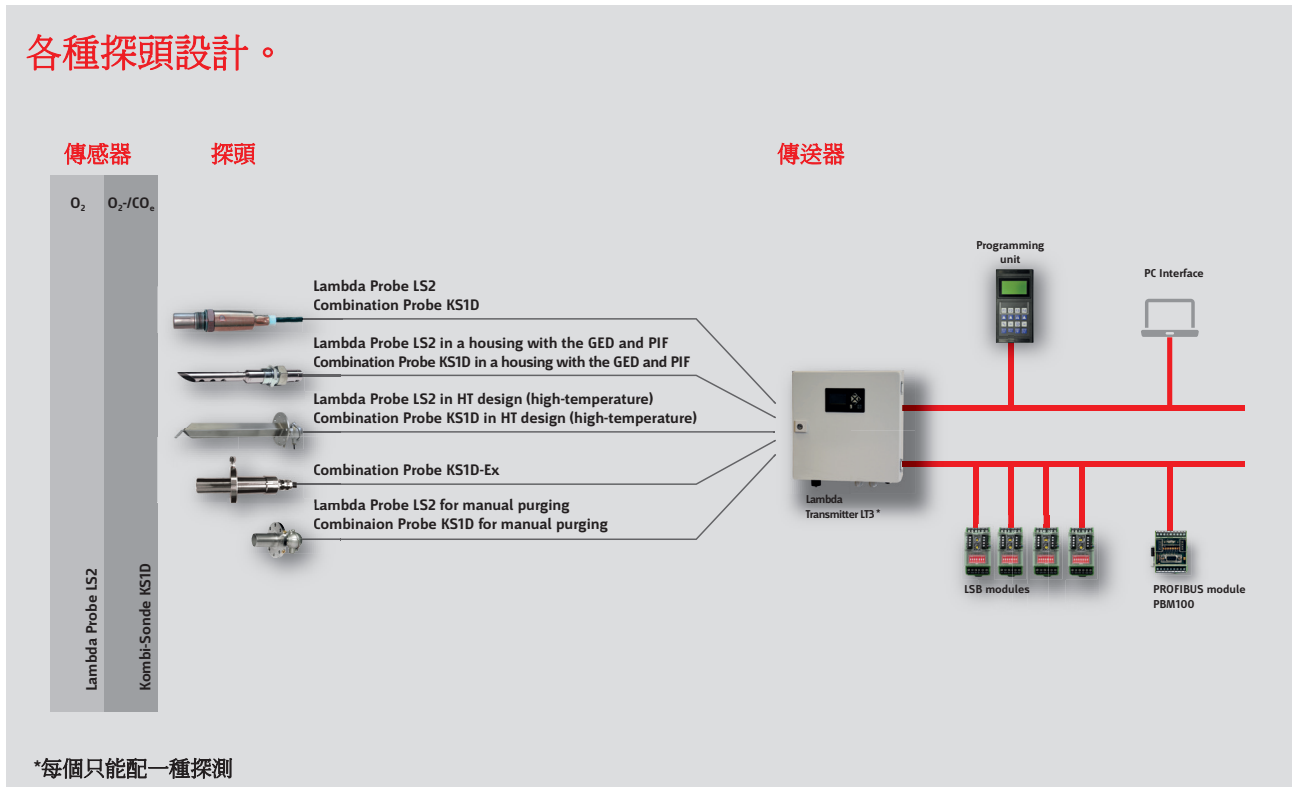 各種探頭設計。
傳感器
探頭
傳送器
O₂
O₂-/COₑ
Programming
unit
PC Interface
Lambda Probe LS2
Combination Probe KS1D
Lambda Probe LS2 in a housing with the GED and PIF
Combination Probe KS1D in a housing with the GED and PIF
Lambda Probe LS2 in HT design (high-temperature)
Combination Probe KS1D in HT design (high-temperature)
Combination Probe KS1D-Ex
Lambda Probe LS2 for manual purging
Combinaion Probe KS1D for manual purging
Lambda
Transmitter LT3 *
LSB modules
PROFIBUS module
PBM100
Lambda Probe LS2
Kombi-Sonde KS1D
*每個只能配一種探測